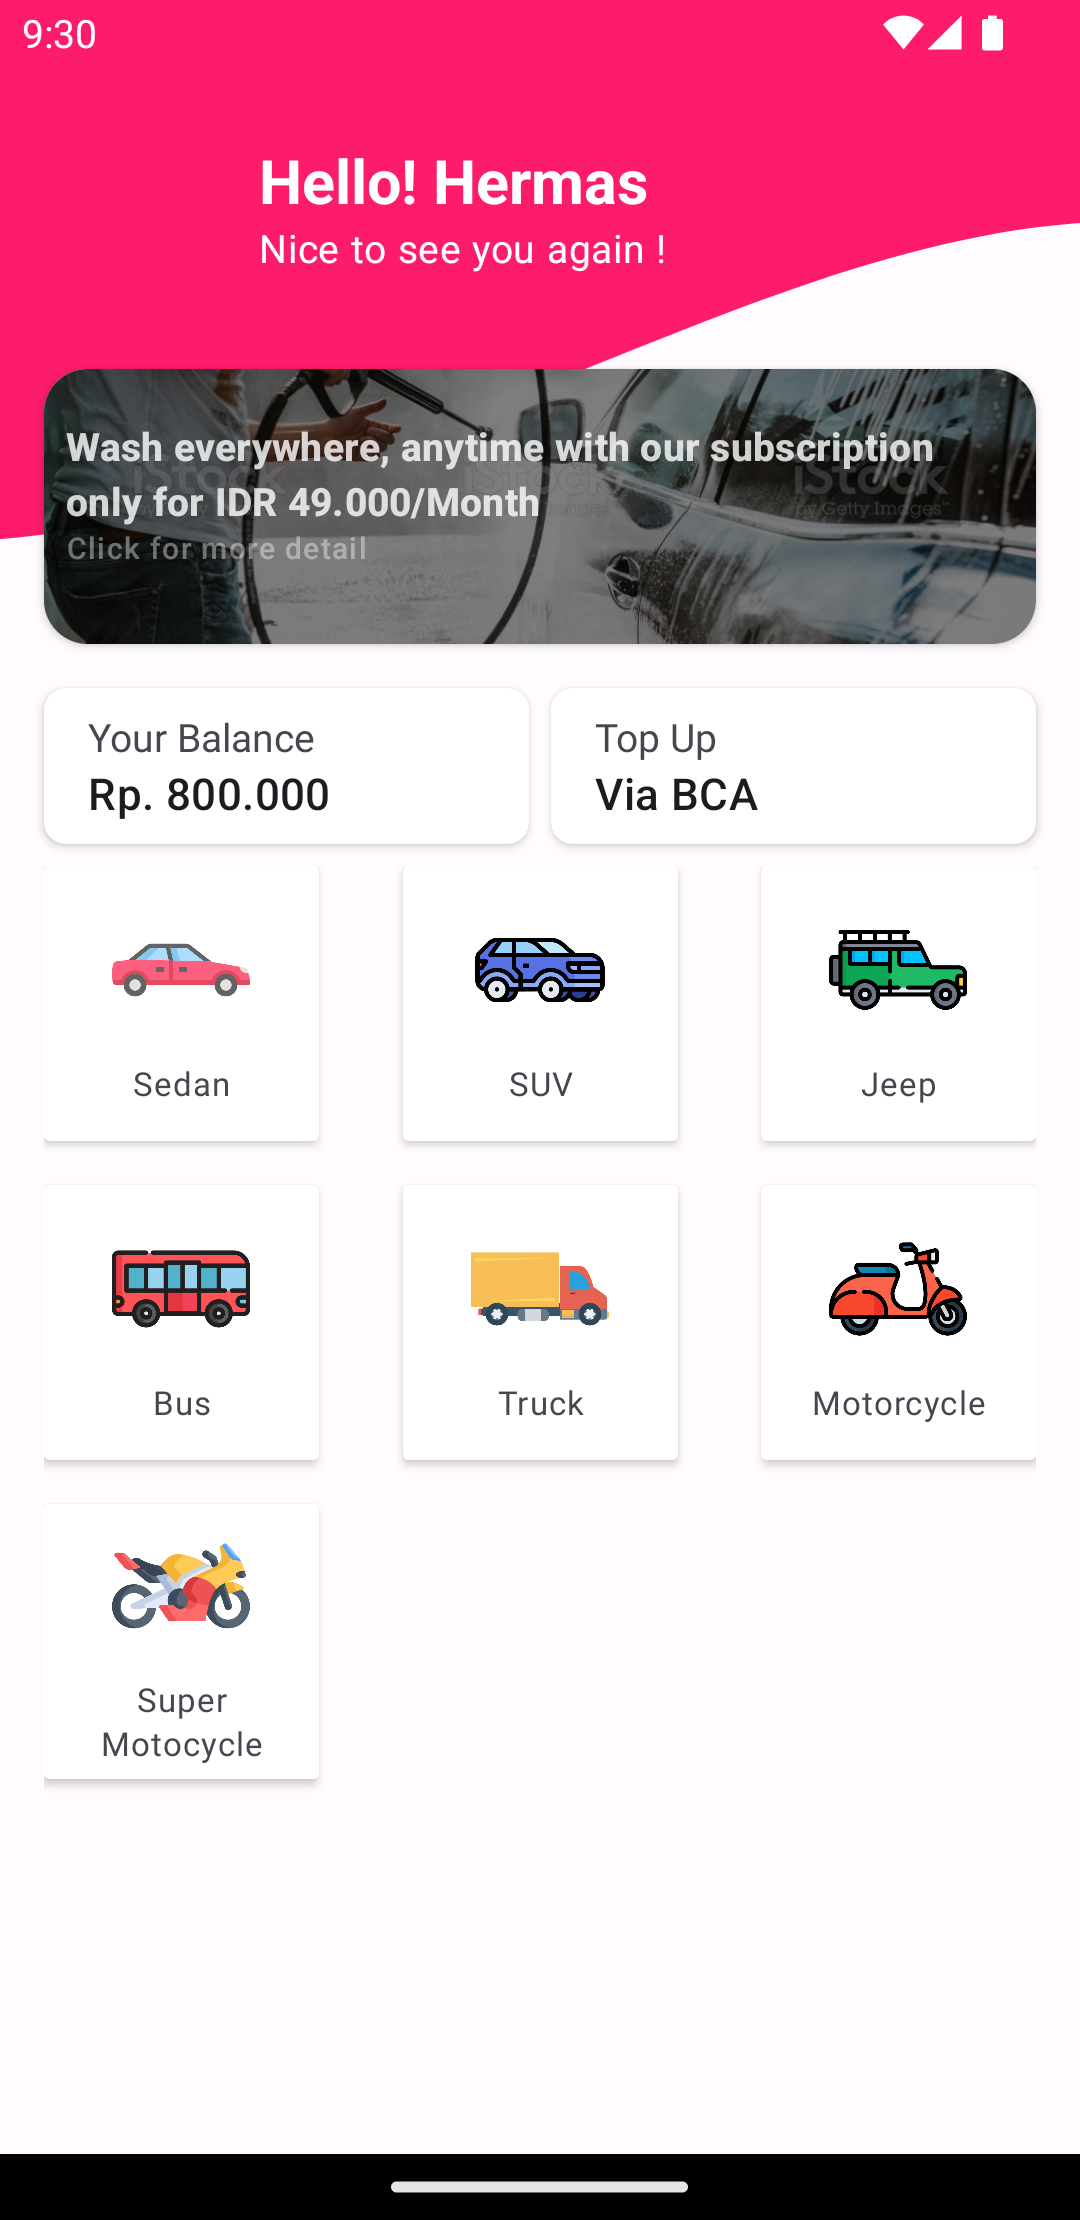 9:30
Hello! Hermas
Nice to see you again !
Wash everywhere, anytime with our subscription
only for IDR 49.000/Month
iStock
by Getty Images™
Click for more detail
Your Balance
Rp. 800.000
Top Up
Via BCA
Sedan
SUV
Jeep
Bus
Truck
Motorcycle
Super
Motocycle